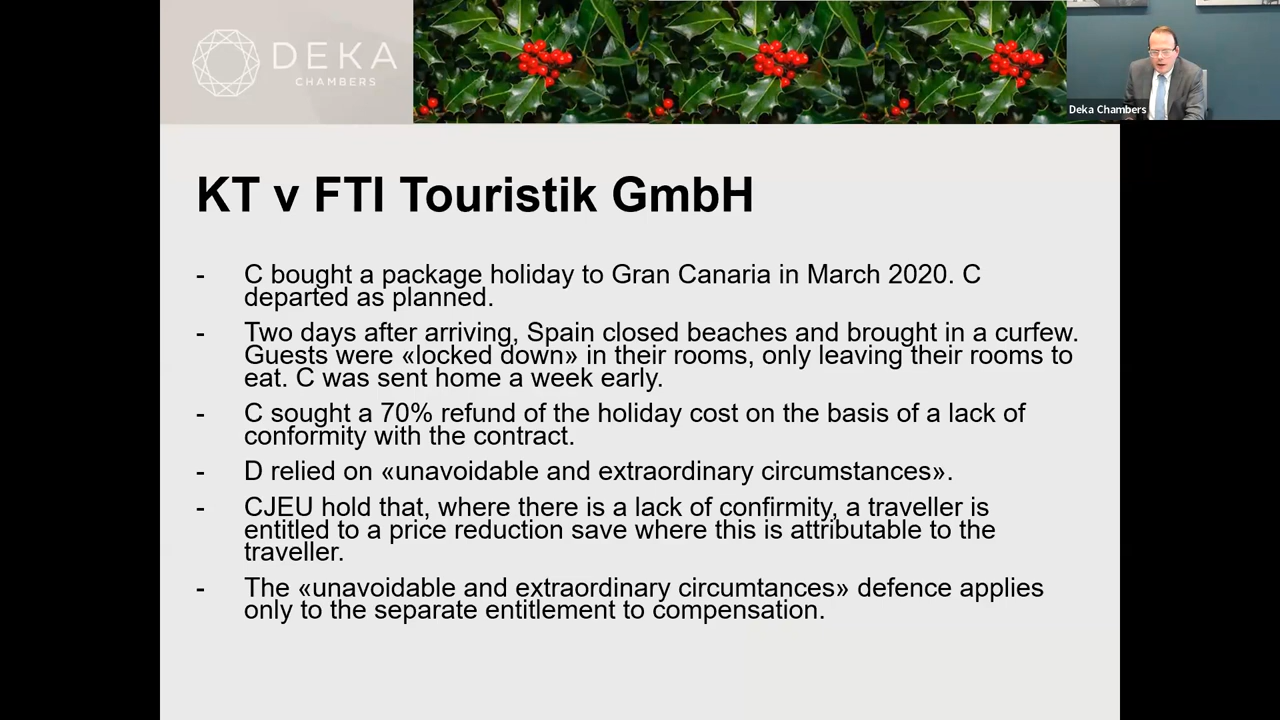 DEKA
CHAMBERS
Deka Chambers
KT v FTI Touristik GmbH
- C bought a package holiday to Gran Canaria in March 2020. C
departed as planned.
- Two days after arriving, Spain closed beaches and brought in a curfew.
Guests were «locked down» in their rooms, only leaving their rooms to
eat. C was sent home a week early.
- C sought a 70% refund of the holiday cost on the basis of a lack of
conformity with the contract.
- D relied on «unavoidable and extraordinary circumstances».
- CJEU hold that, where there is a lack of confirmity, a traveller is
entitled to a price reduction save where this is attributable to the
traveller.
- The «unavoidable and extraordinary circumtances» defence applies
only to the separate entitlement to compensation.